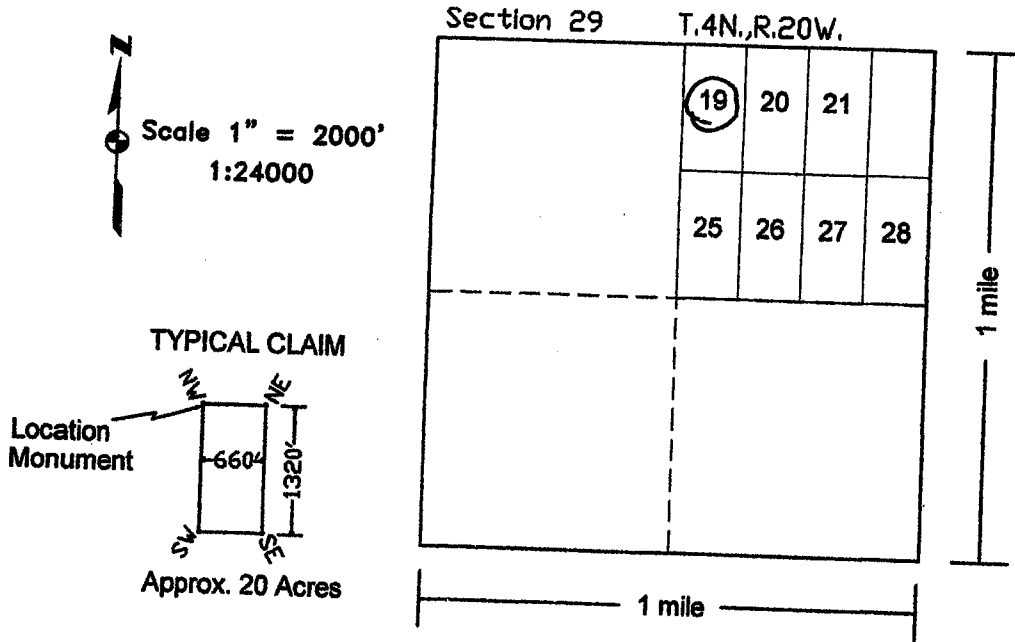 Section 29 T.4N.,R.20W.
N
Scale 1" = 2000'
1:24000
19 20 21
25 26 27 28
1 mile
TYPICAL CLAIM
NW NE
Location
Monument
660'
1320'
SW SE
Approx. 20 Acres
1 mile